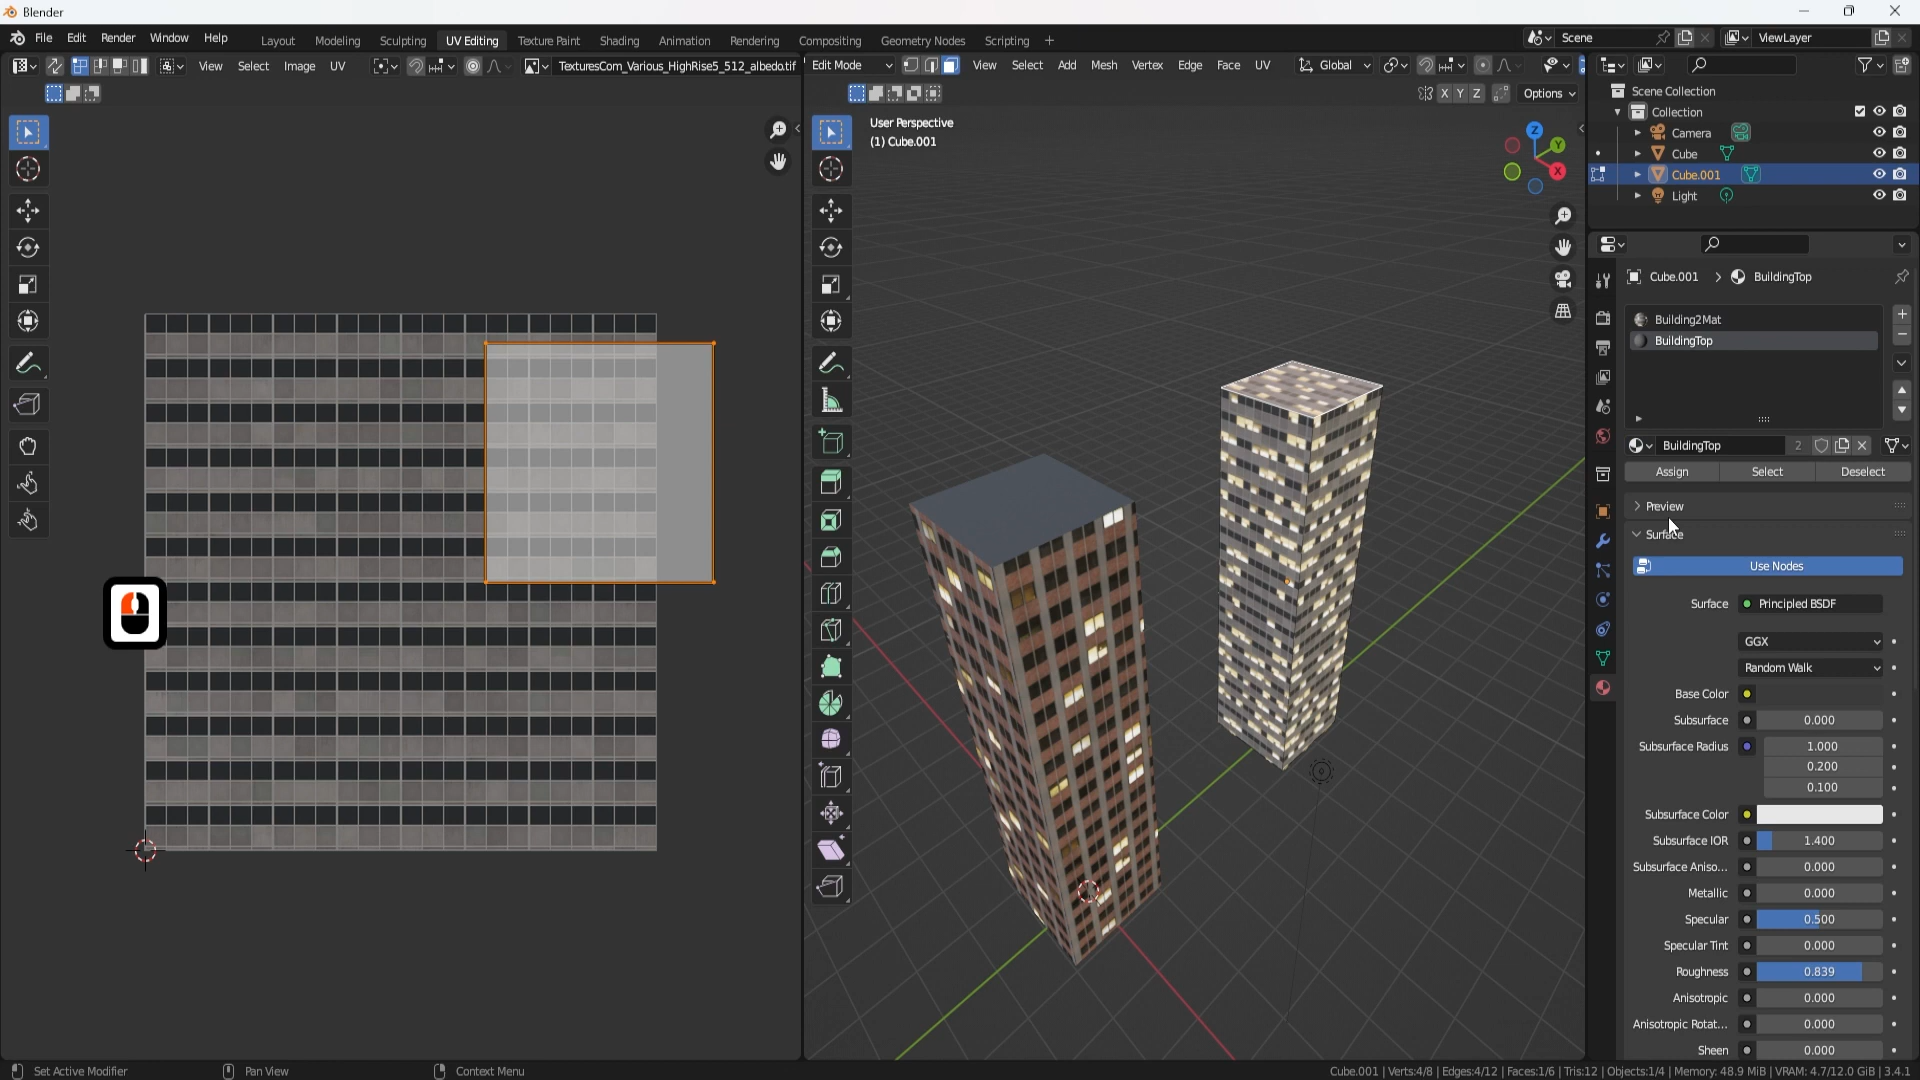 Blender
File Edit Render Window Help
Layout Modeling Sculpting UV Editing Texture Paint Shading Animation Rendering Compositing Geometry Nodes Scripting +
Scene
ViewLayer
View Select Image UV
TexturesCom_Various_HighRise5_512_albedo.tif
Edit Mode
View Select Add Mesh Vertex Edge Face UV
Global
X Y Z
Options
User Perspective
(1) Cube.001
Z
Y
X
Scene Collection
Collection
Camera
Cube
Cube.001
Light
Cube.001 > BuildingTop
Building2Mat
BuildingTop
BuildingTop 2
Assign Select Deselect
Preview
Surface
Use Nodes
Surface Principled BSDF
GGX
Random Walk
Base Color
Subsurface 0.000
Subsurface Radius 1.000
0.200
0.100
Subsurface Color
Subsurface IOR 1.400
Subsurface Aniso... 0.000
Metallic 0.000
Specular 0.500
Specular Tint 0.000
Roughness 0.839
Anisotropic 0.000
Anisotropic Rotat... 0.000
Sheen 0.000
Set Active Modifier
Pan View
Context Menu
Cube.001 | Verts:4/8 | Edges:4/12 | Faces:1/6 | Tris:12 | Objects:1/4 | Memory: 48.9 MiB | VRAM: 4.7/12.0 GiB | 3.4.1